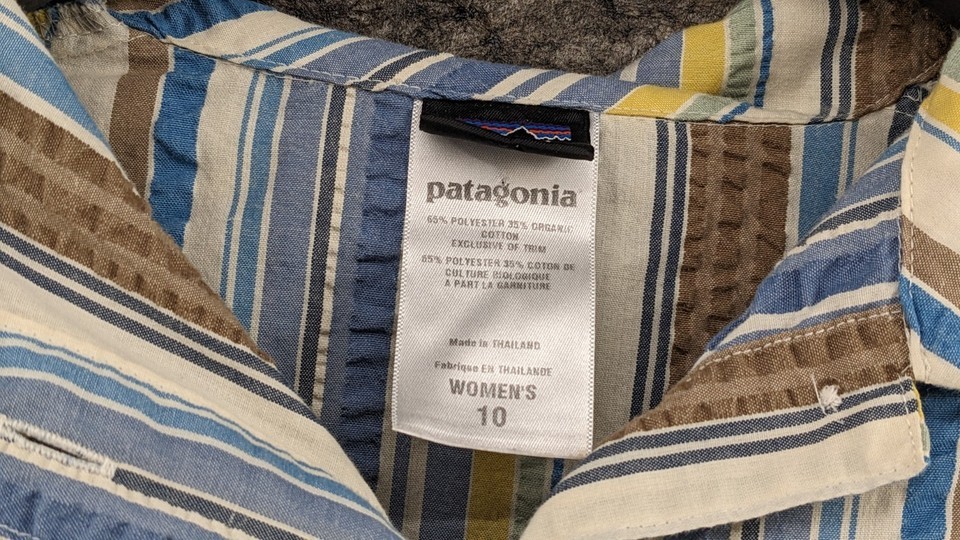 patagonia
65% POLYESTER 35% ORGANIC
COTTON
EXCLUSIVE OF TRIM
65% POLYESTER 35% COTON DE
CULTURE BIOLOGIQUE
À PART LA GARNITURE
Made in THAILAND
Fabriqué EN THAILANDE
WOMEN'S
10